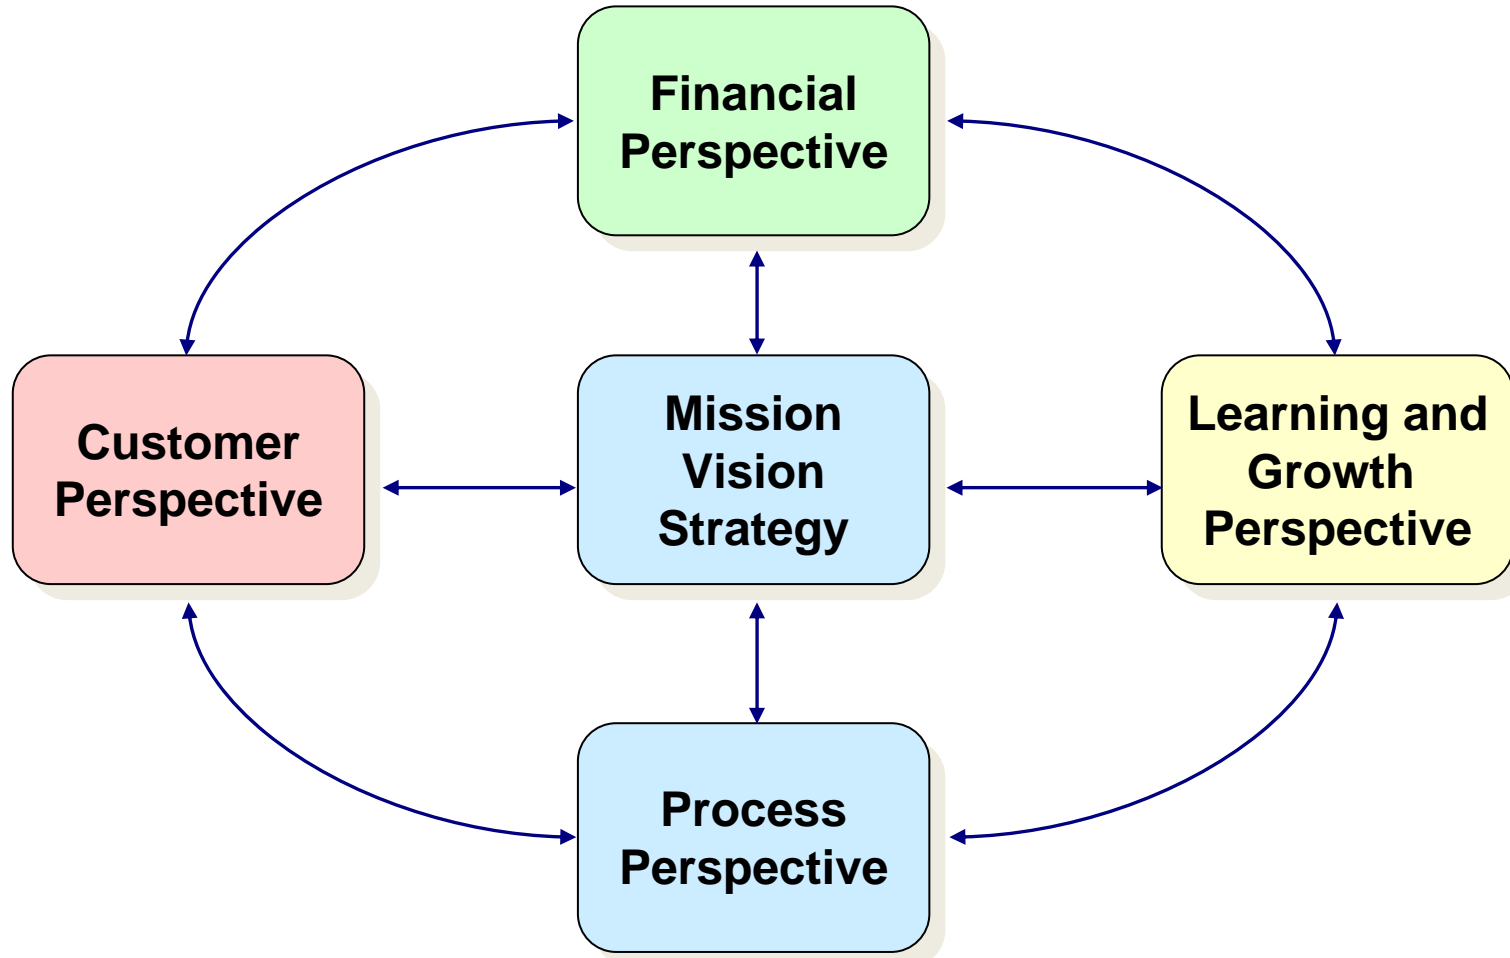 Financial
Perspective
Customer
Perspective
Mission
Vision
Strategy
Learning and
Growth
Perspective
Process
Perspective